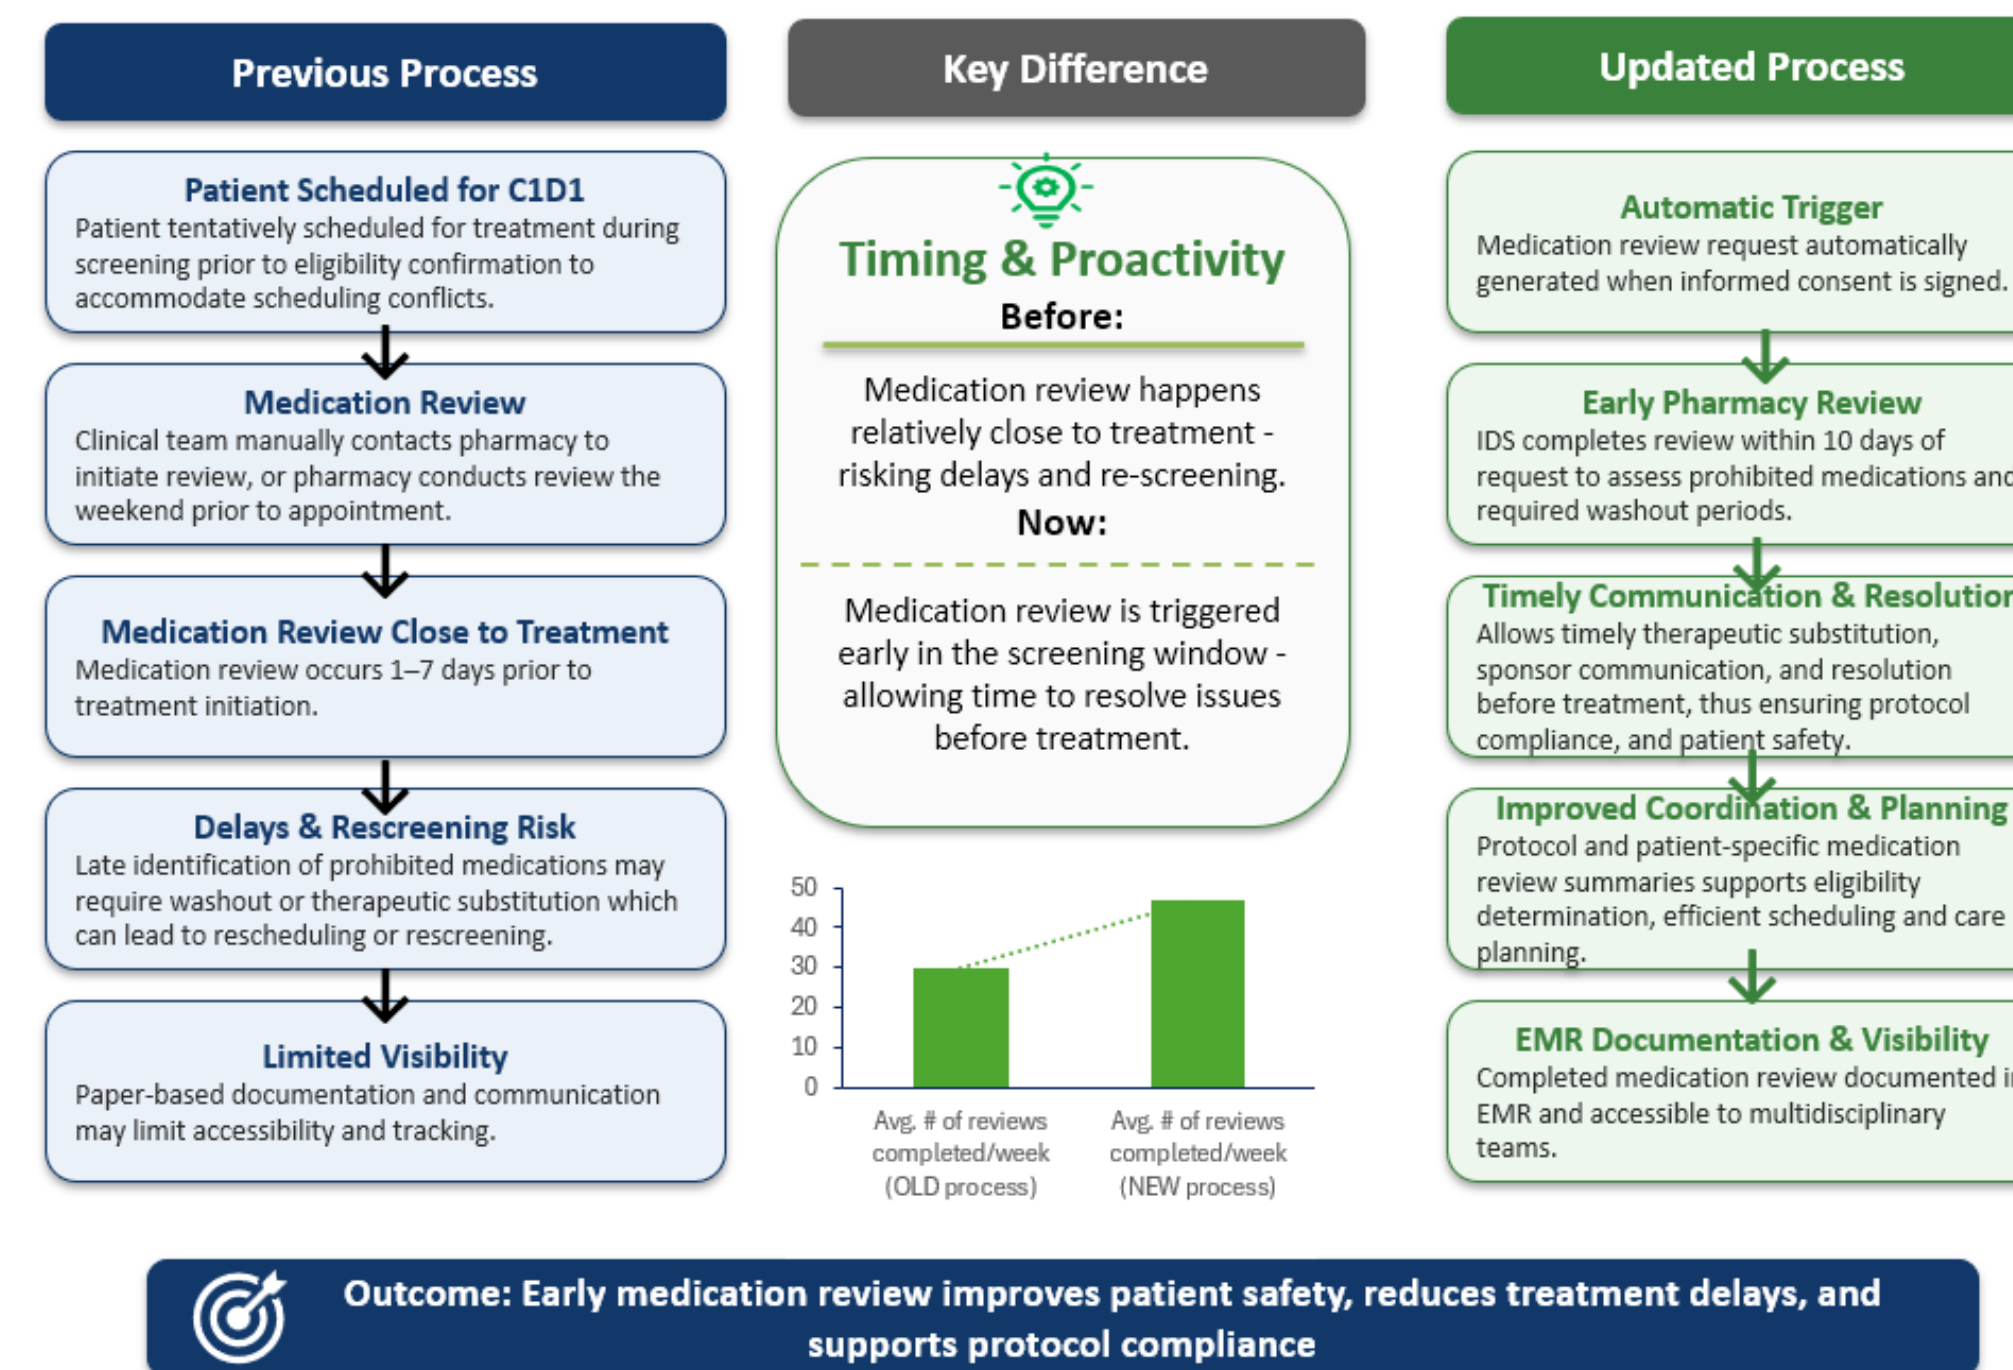 Previous Process
Patient Scheduled for C1D1
Patient tentatively scheduled for treatment during
screening prior to eligibility confirmation to
accommodate scheduling conflicts.
Medication Review
Clinical team manually contacts pharmacy to
initiate review, or pharmacy conducts review the
weekend prior to appointment.
Medication Review Close to Treatment
Medication review occurs 1–7 days prior to
treatment initiation.
Delays & Rescreening Risk
Late identification of prohibited medications may
require washout or therapeutic substitution which
can lead to rescheduling or rescreening.
Limited Visibility
Paper-based documentation and communication
may limit accessibility and tracking.
Key Difference
Timing & Proactivity
Before:
Medication review happens
relatively close to treatment -
risking delays and re-screening.
Now:
Medication review is triggered
early in the screening window -
allowing time to resolve issues
before treatment.
50
40
30
20
10
0
Avg. # of reviews
completed/week
(OLD process)
Avg. # of reviews
completed/week
(NEW process)
Updated Process
Automatic Trigger
Medication review request automatically
generated when informed consent is signed.
Early Pharmacy Review
IDS completes review within 10 days of
request to assess prohibited medications and
required washout periods.
Timely Communication & Resolution
Allows timely therapeutic substitution,
sponsor communication, and resolution
before treatment, thus ensuring protocol
compliance, and patient safety.
Improved Coordination & Planning
Protocol and patient-specific medication
review summaries supports eligibility
determination, efficient scheduling and care
planning.
EMR Documentation & Visibility
Completed medication review documented in
EMR and accessible to multidisciplinary
teams.
Outcome: Early medication review improves patient safety, reduces treatment delays, and
supports protocol compliance